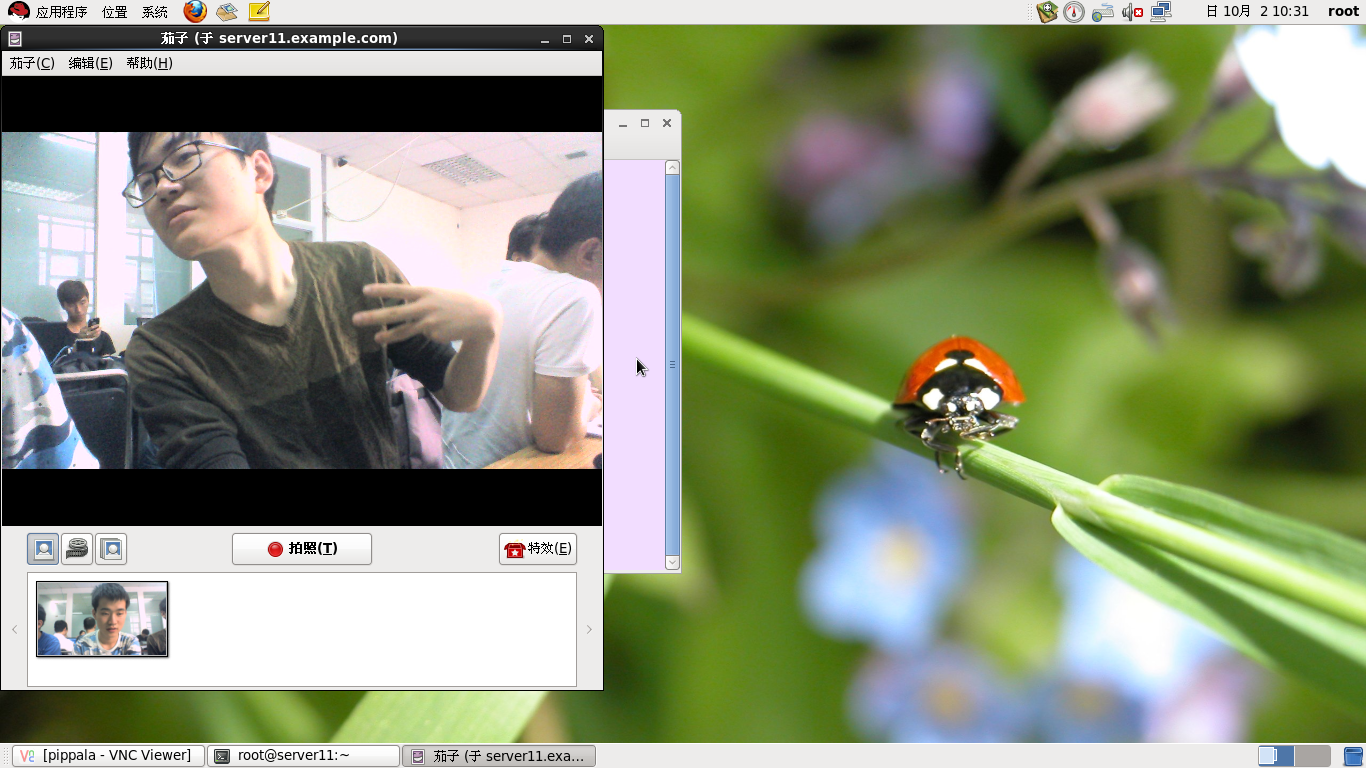 应用程序 位置 系统
日 10月 2 10:31 root
茄子 (于 server11.example.com)
茄子(C) 编辑(E) 帮助(H)
拍照(T)
特效(E)
[pippala - VNC Viewer]
root@server11:~
茄子 (于 server11.exa...